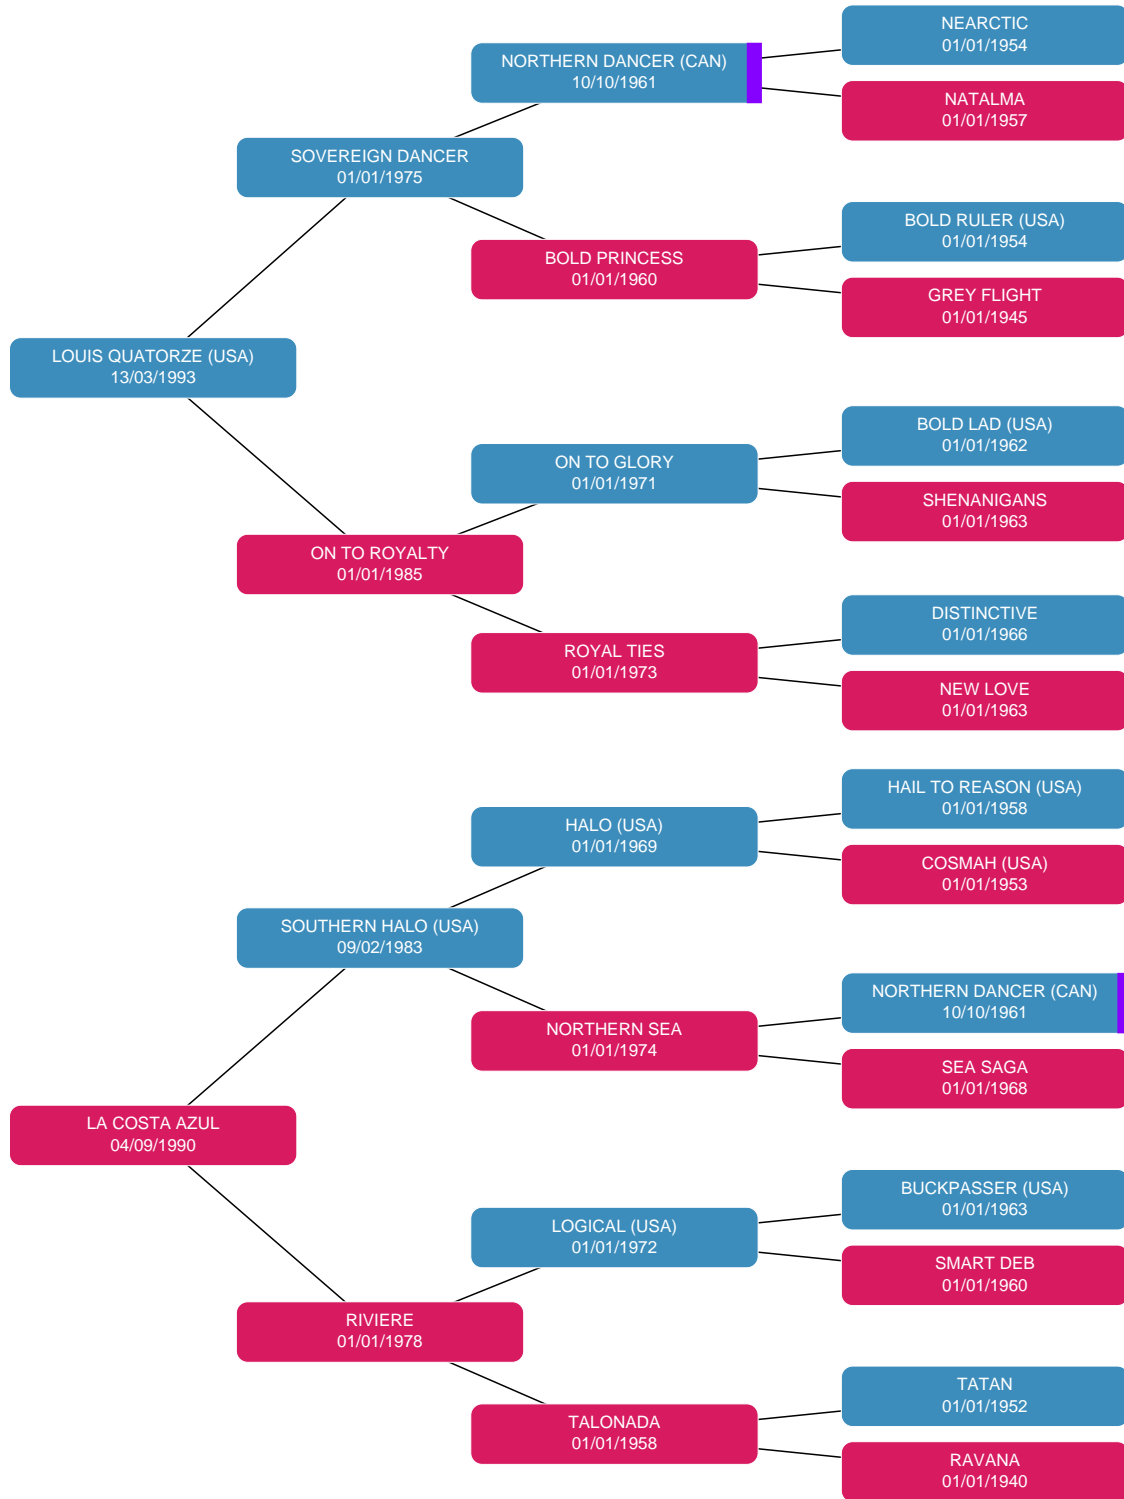 NEARCTIC
01/01/1954
NORTHERN DANCER (CAN)
10/10/1961
NATALMA
01/01/1957
SOVEREIGN DANCER
01/01/1975
BOLD RULER (USA)
01/01/1954
BOLD PRINCESS
01/01/1960
GREY FLIGHT
01/01/1945
LOUIS QUATORZE (USA)
13/03/1993
BOLD LAD (USA)
01/01/1962
ON TO GLORY
01/01/1971
SHENANIGANS
01/01/1963
ON TO ROYALTY
01/01/1985
DISTINCTIVE
01/01/1966
ROYAL TIES
01/01/1973
NEW LOVE
01/01/1963
HAIL TO REASON (USA)
01/01/1958
HALO (USA)
01/01/1969
COSMAH (USA)
01/01/1953
SOUTHERN HALO (USA)
09/02/1983
NORTHERN DANCER (CAN)
10/10/1961
NORTHERN SEA
01/01/1974
SEA SAGA
01/01/1968
LA COSTA AZUL
04/09/1990
BUCKPASSER (USA)
01/01/1963
LOGICAL (USA)
01/01/1972
SMART DEB
01/01/1960
RIVIERE
01/01/1978
TATAN
01/01/1952
TALONADA
01/01/1958
RAVANA
01/01/1940